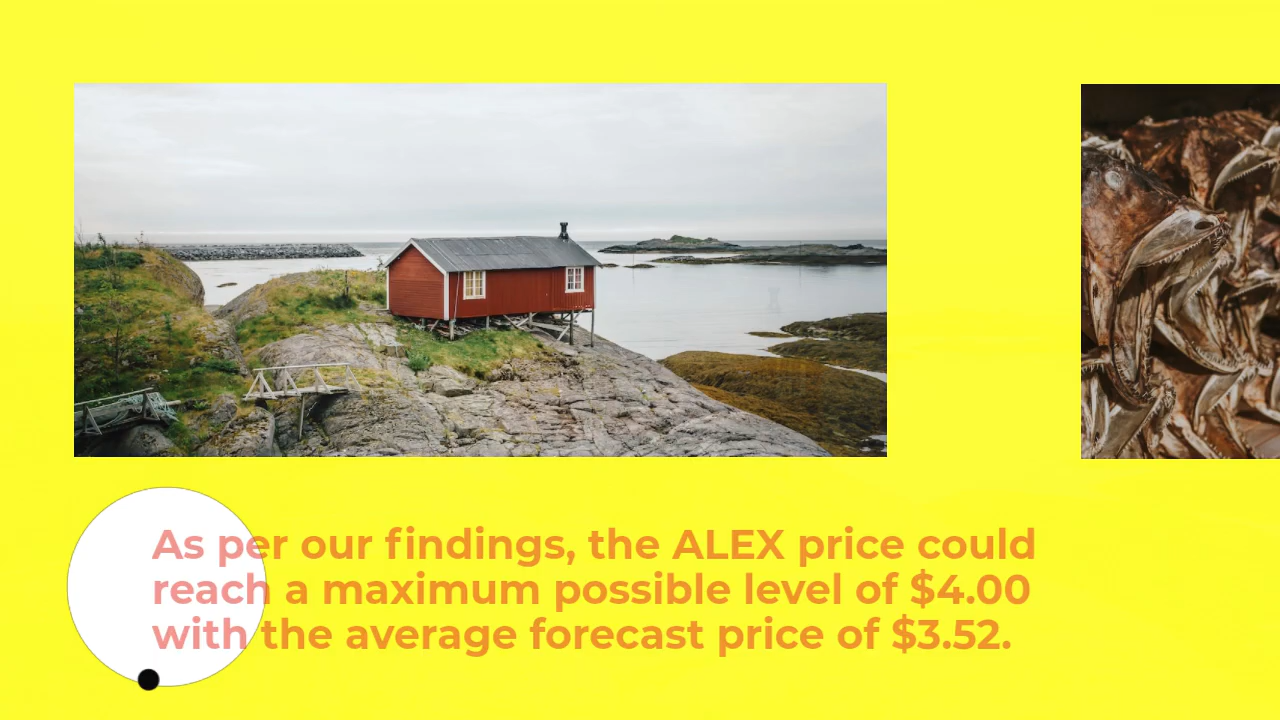 As per our findings, the ALEX price could
reach a maximum possible level of $4.00
with the average forecast price of $3.52.